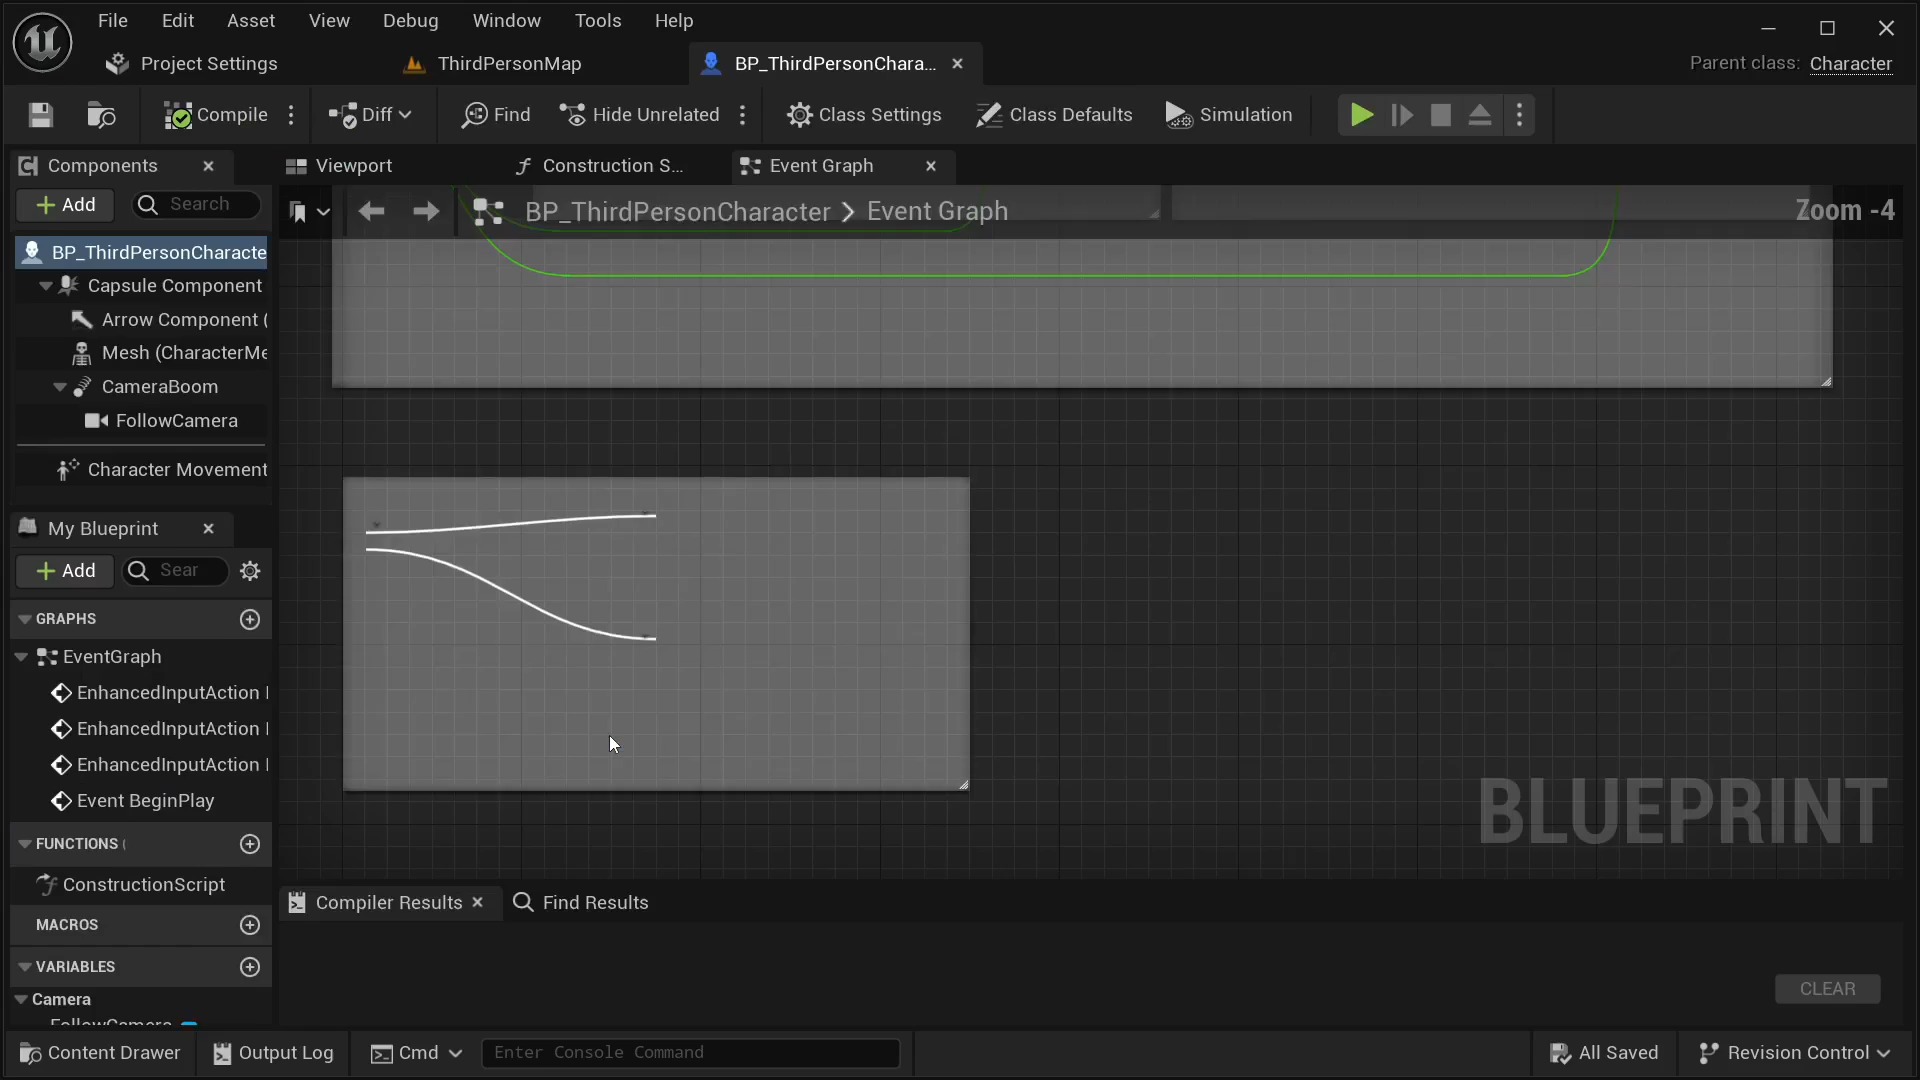 File Edit Asset View Debug Window Tools Help
Project Settings ThirdPersonMap BP_ThirdPersonChara... Parent class: Character
Compile Diff Find Hide Unrelated Class Settings Class Defaults Simulation
Components Viewport Construction S... Event Graph
Add Search BP_ThirdPersonCharacter > Event Graph Zoom -4
BP_ThirdPersonCharacte
Capsule Component
Arrow Component (
Mesh (CharacterMe
CameraBoom
FollowCamera
Character Movement
My Blueprint
Add Sear
GRAPHS
EventGraph
EnhancedInputAction
EnhancedInputAction
EnhancedInputAction
Event BeginPlay
BLUEPRINT
FUNCTIONS (
ConstructionScript
Compiler Results Find Results
MACROS
VARIABLES
CLEAR
Camera
FollowCamera
Content Drawer Output Log Cmd Enter Console Command All Saved Revision Control